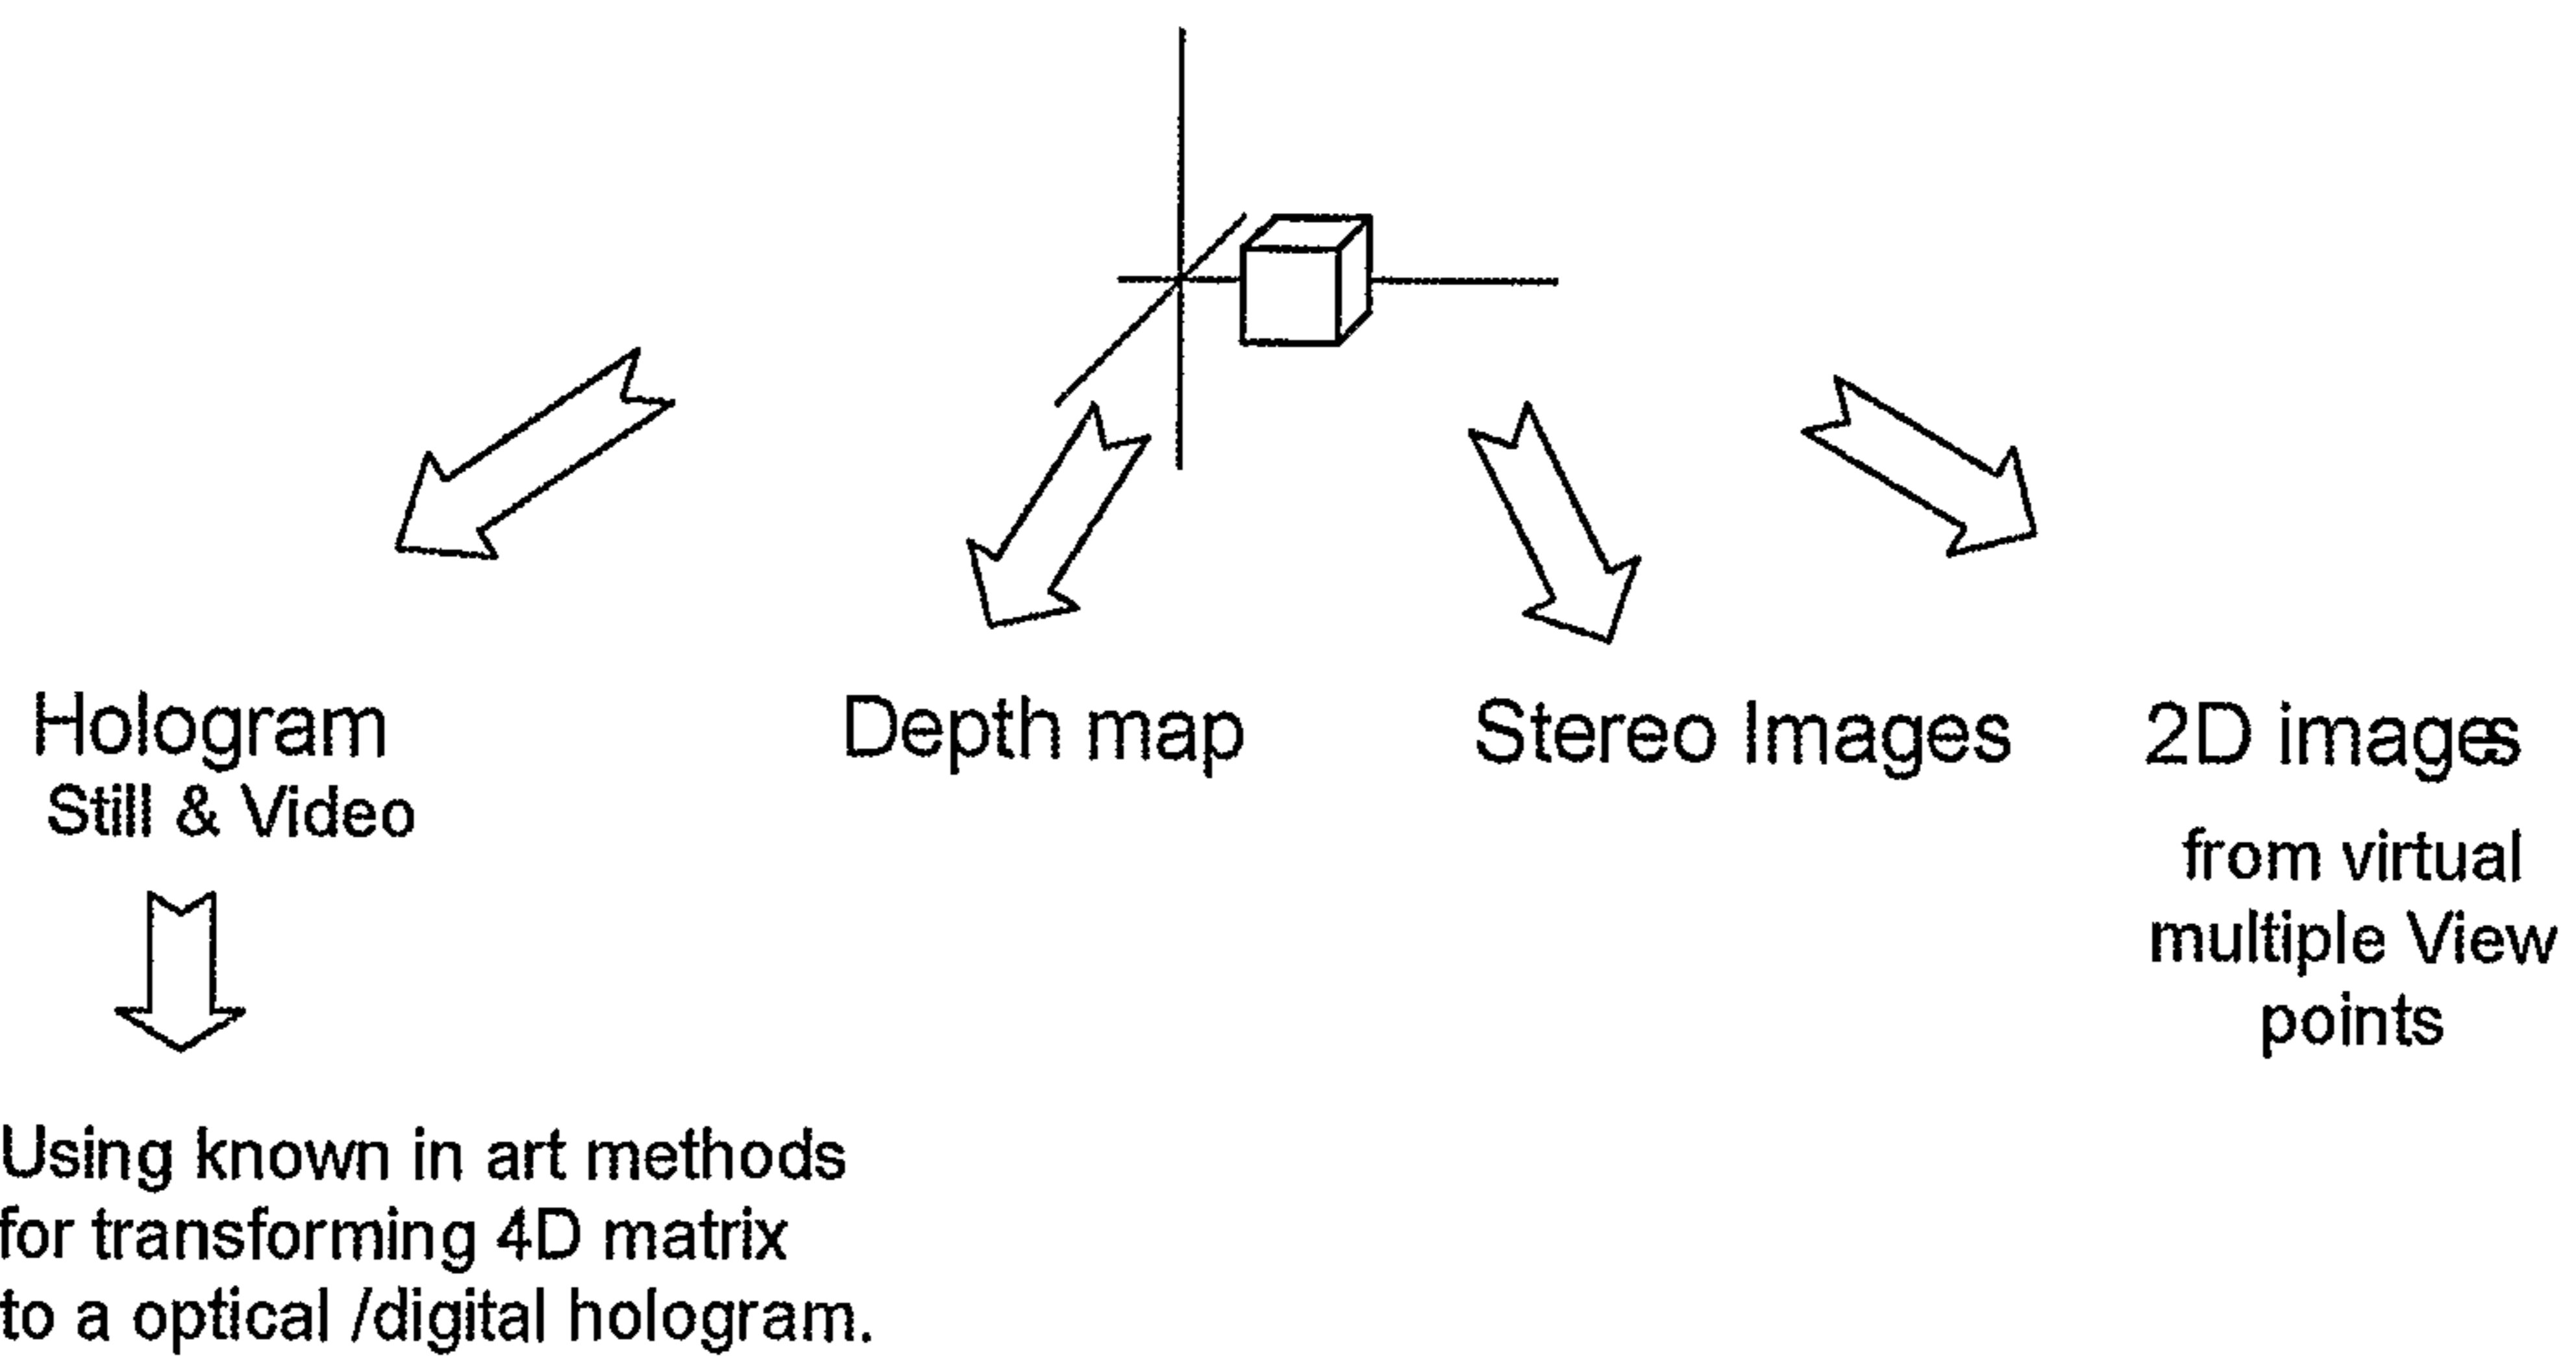 Hologram
Still & Video
Depth map
Stereo Images
2D images
from virtual
multiple View
points
Using known in art methods
for transforming 4D matrix
to a optical /digital hologram.